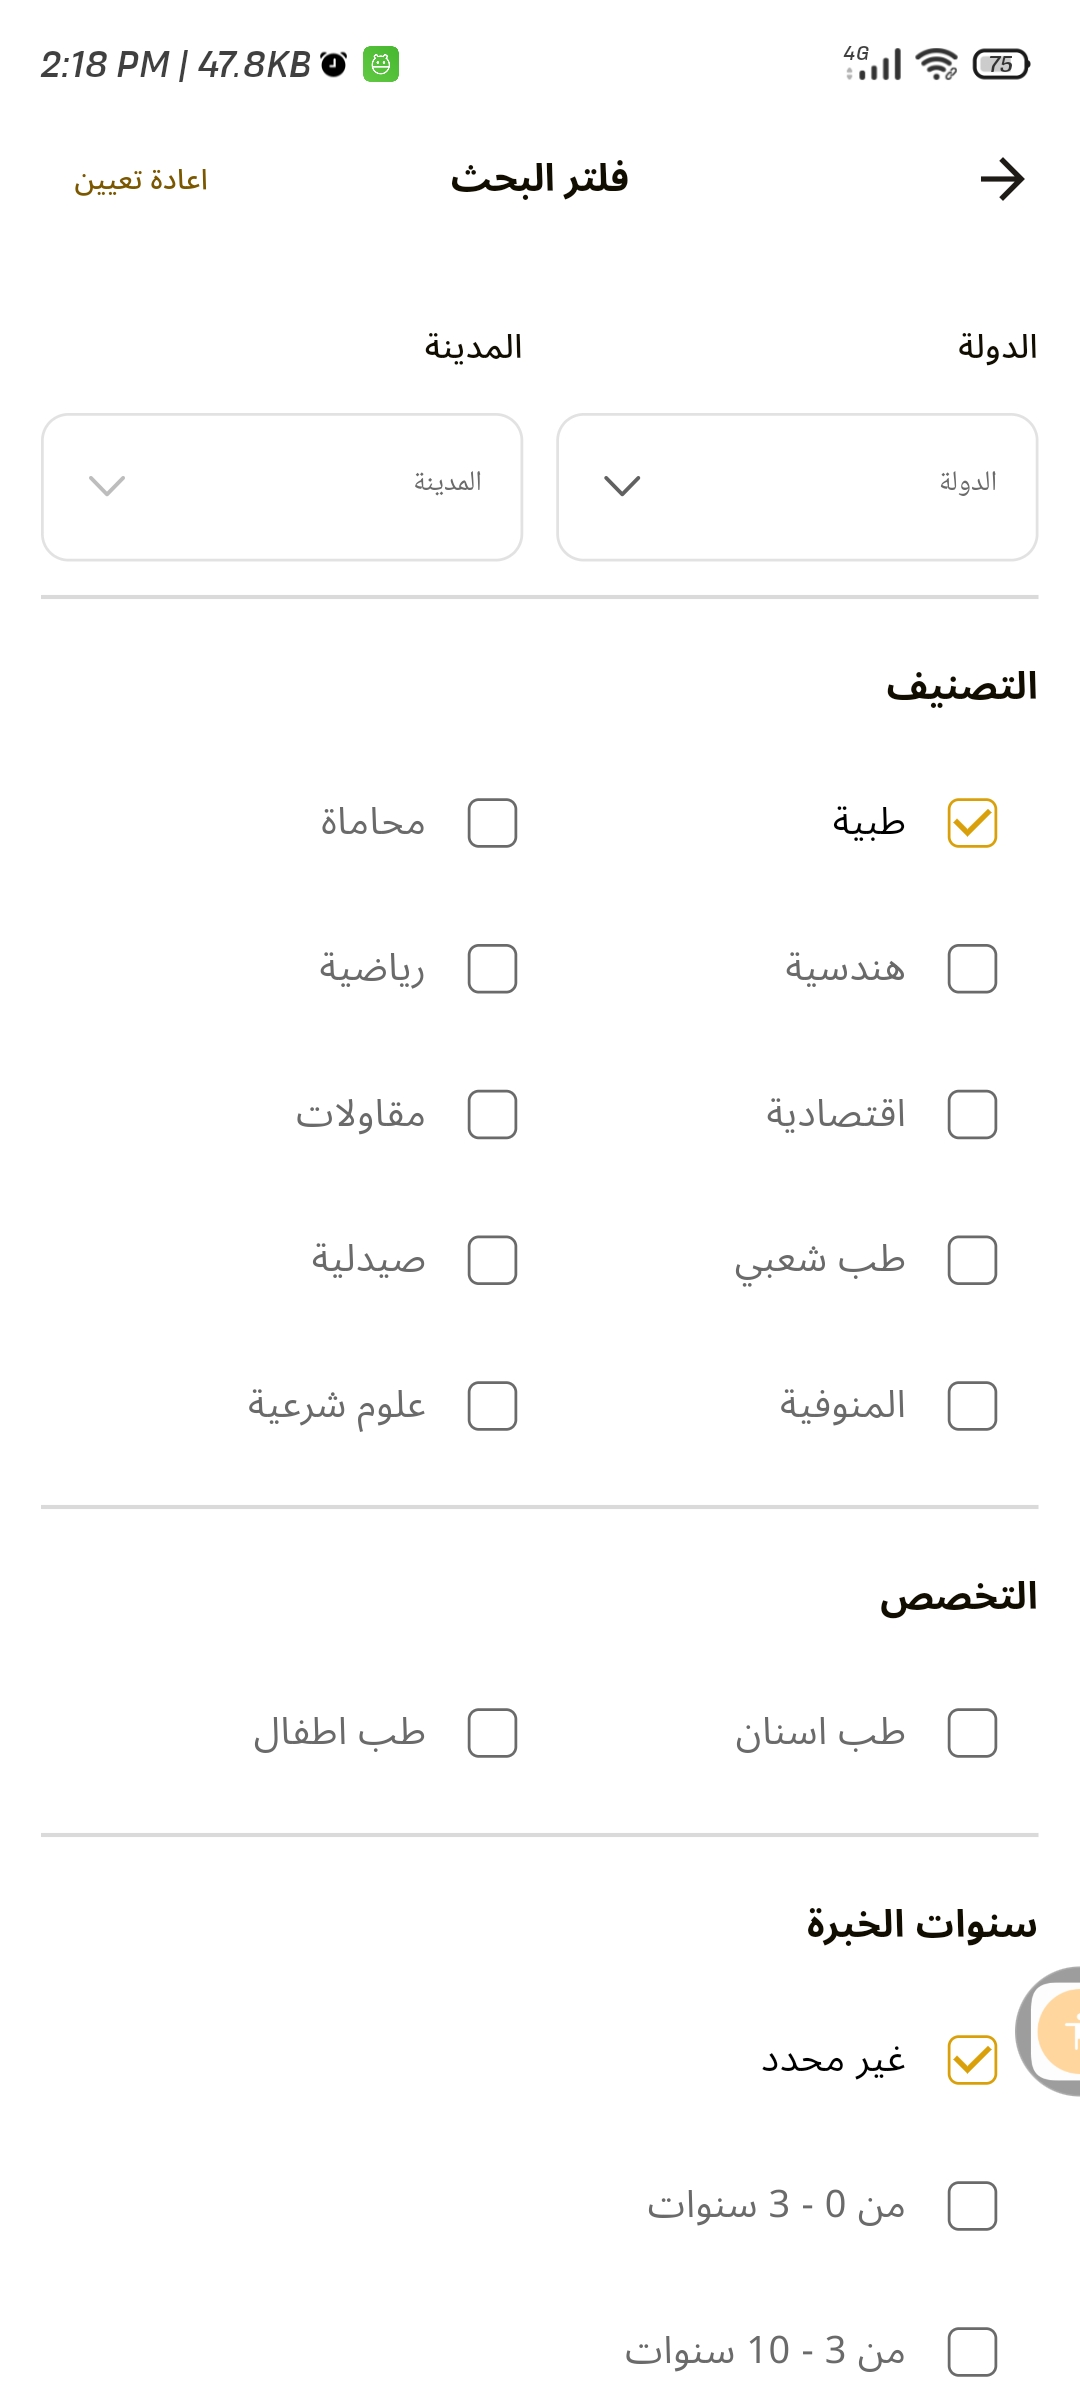 2:18 PM | 47.8KB
4G
75
فلتر البحث
اعادة تعيين
الدولة
المدينة
الدولة
المدينة
التصنيف
طبية
محاماة
هندسية
رياضية
اقتصادية
مقاولات
طب شعبي
صيدلية
المنوفية
علوم شرعية
التخصص
طب اسنان
طب اطفال
سنوات الخبرة
غير محدد
من 0 - 3 سنوات
من 3 - 10 سنوات